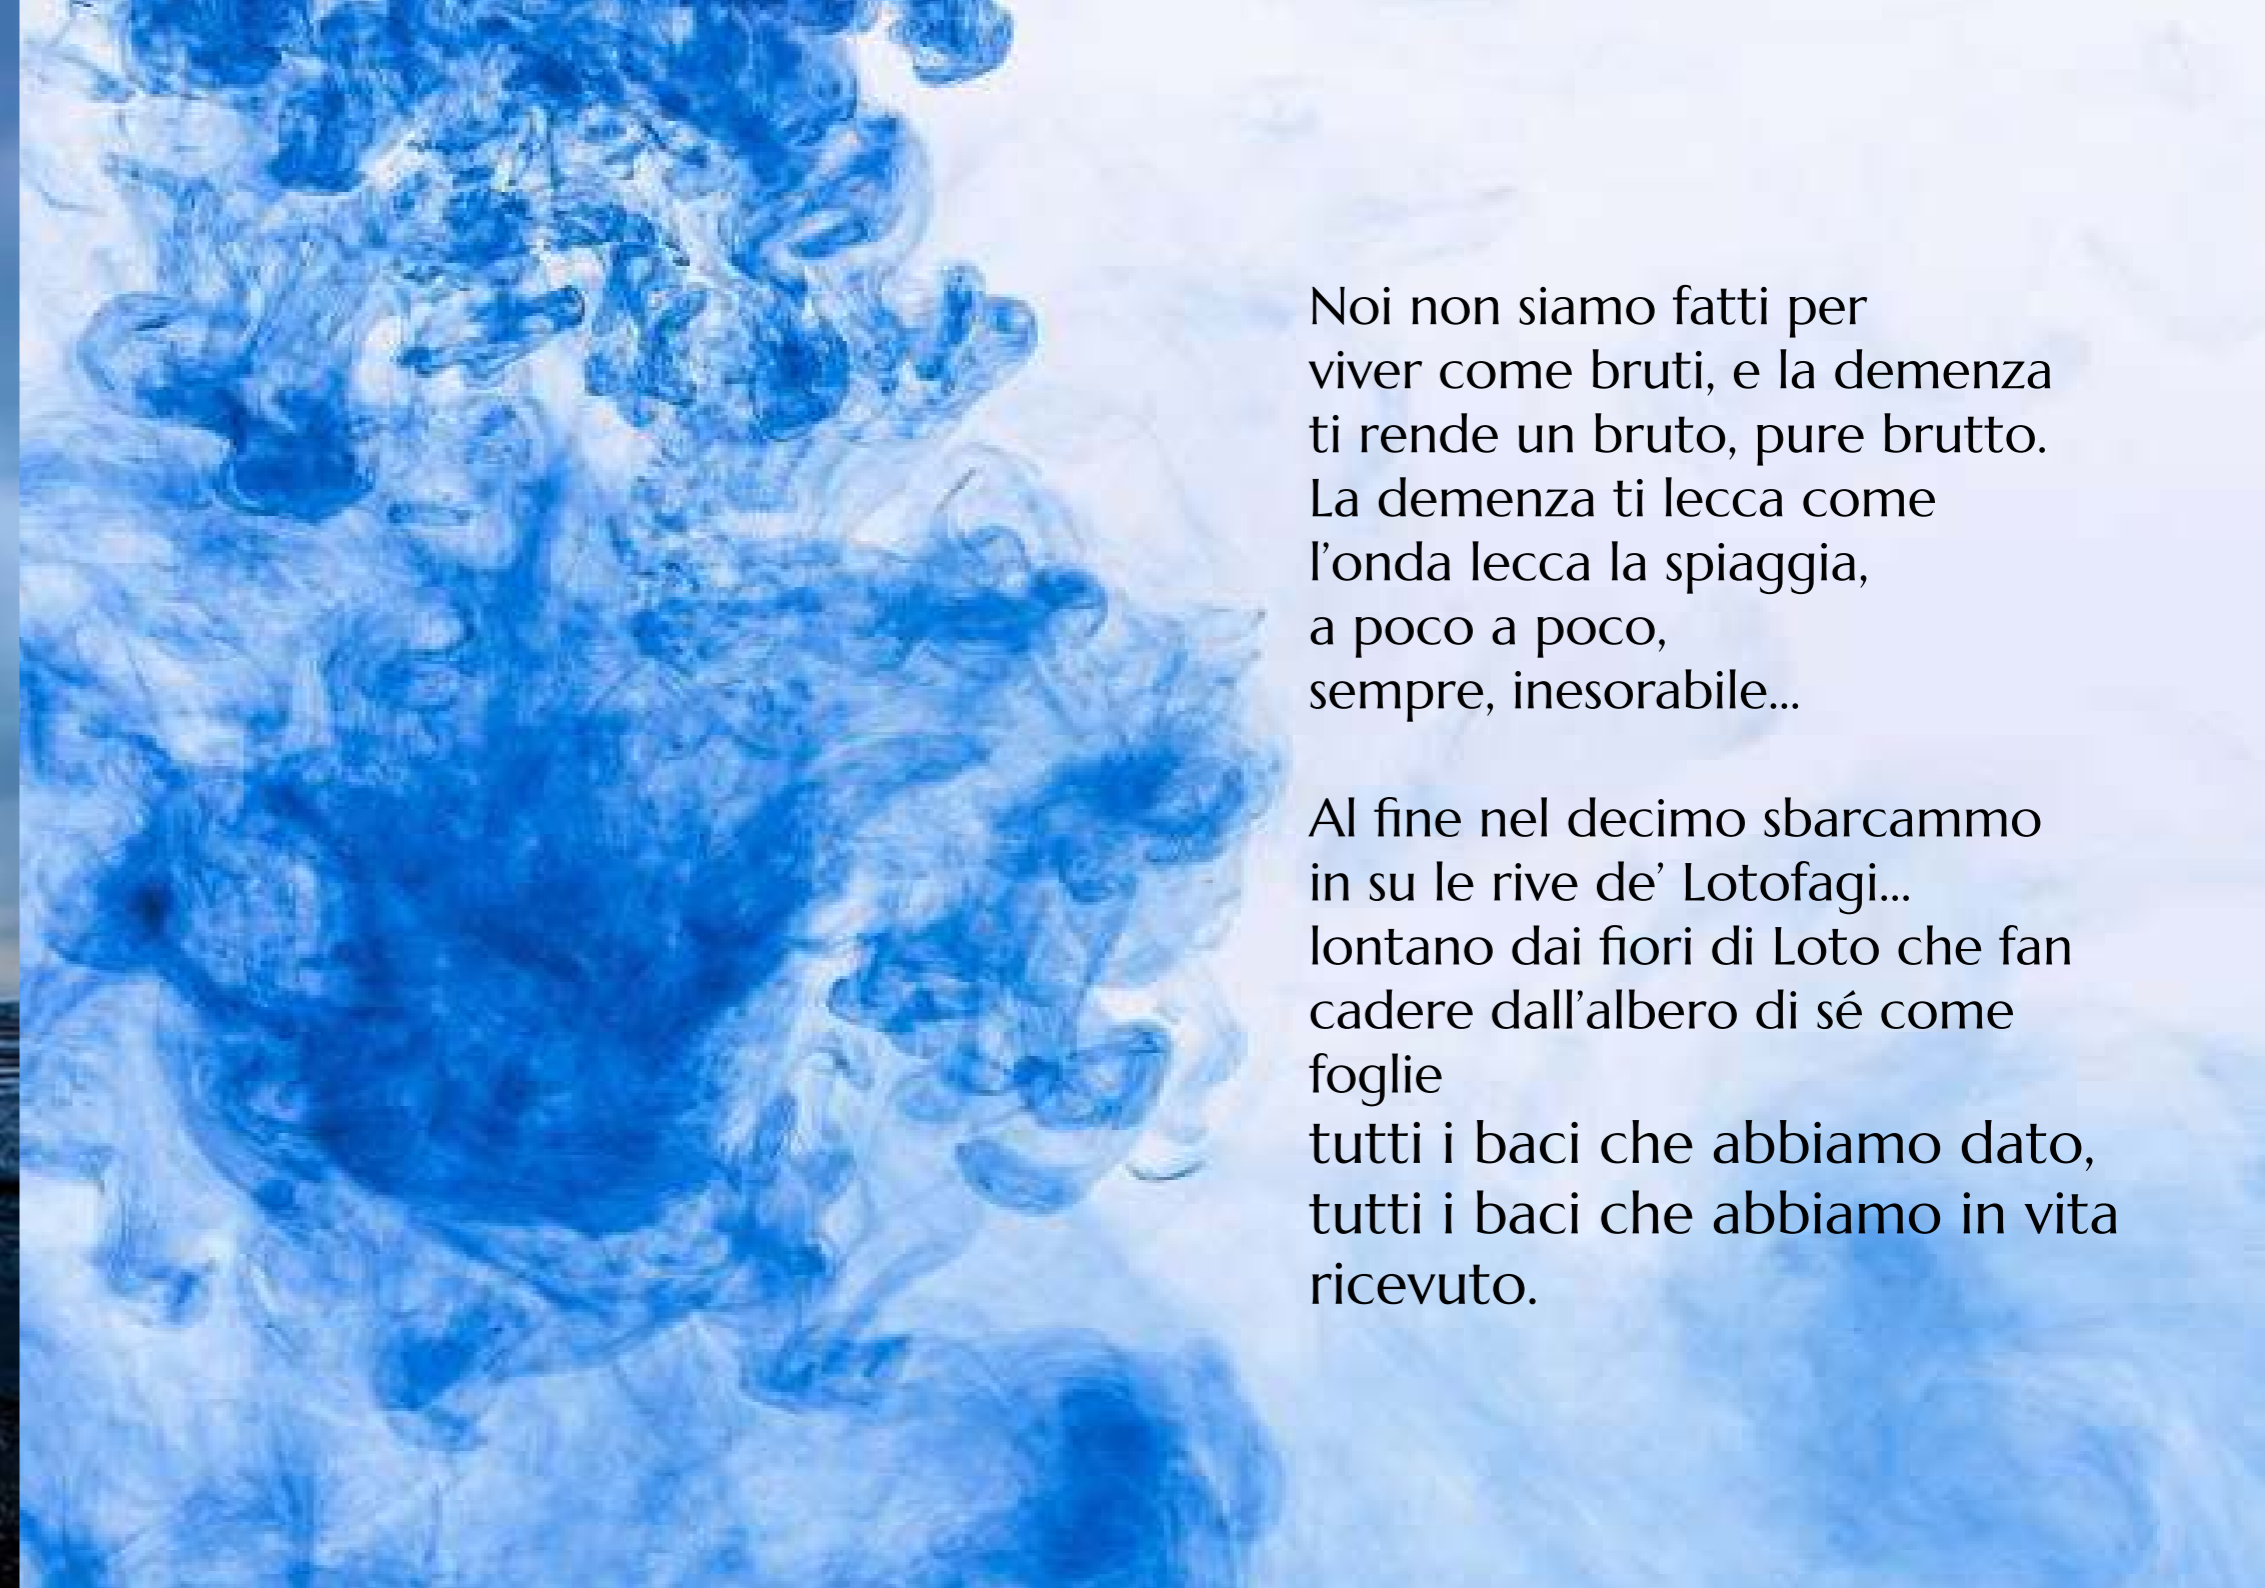 Noi non siamo fatti per
viver come bruti, e la demenza
ti rende un bruto, pure brutto.
La demenza ti lecca come
l’onda lecca la spiaggia,
a poco a poco,
sempre, inesorabile...
Al fine nel decimo sbarcammo
in su le rive de’ Lotofagi...
lontano dai fiori di Loto che fan
cadere dall’albero di sé come
foglie
tutti i baci che abbiamo dato,
tutti i baci che abbiamo in vita
ricevuto.